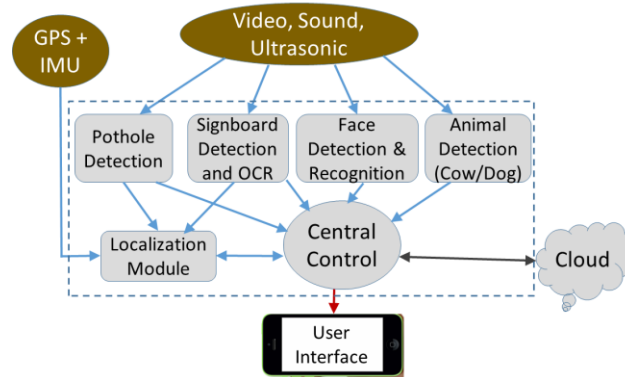 Video, Sound,
Ultrasonic
GPS +
IMU
Pothole
Detection
Signboard
Detection
and OCR
Face
Detection &
Recognition
Animal
Detection
(Cow/Dog)
Localization
Module
Central
Control
Cloud
User
Interface